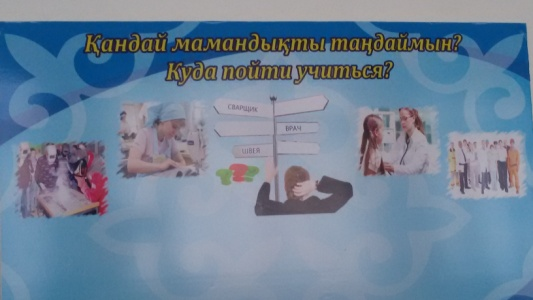 Қандай мамандықты таңдаймын?
Куда пойти учиться?
СВАРЩИК
ВРАЧ